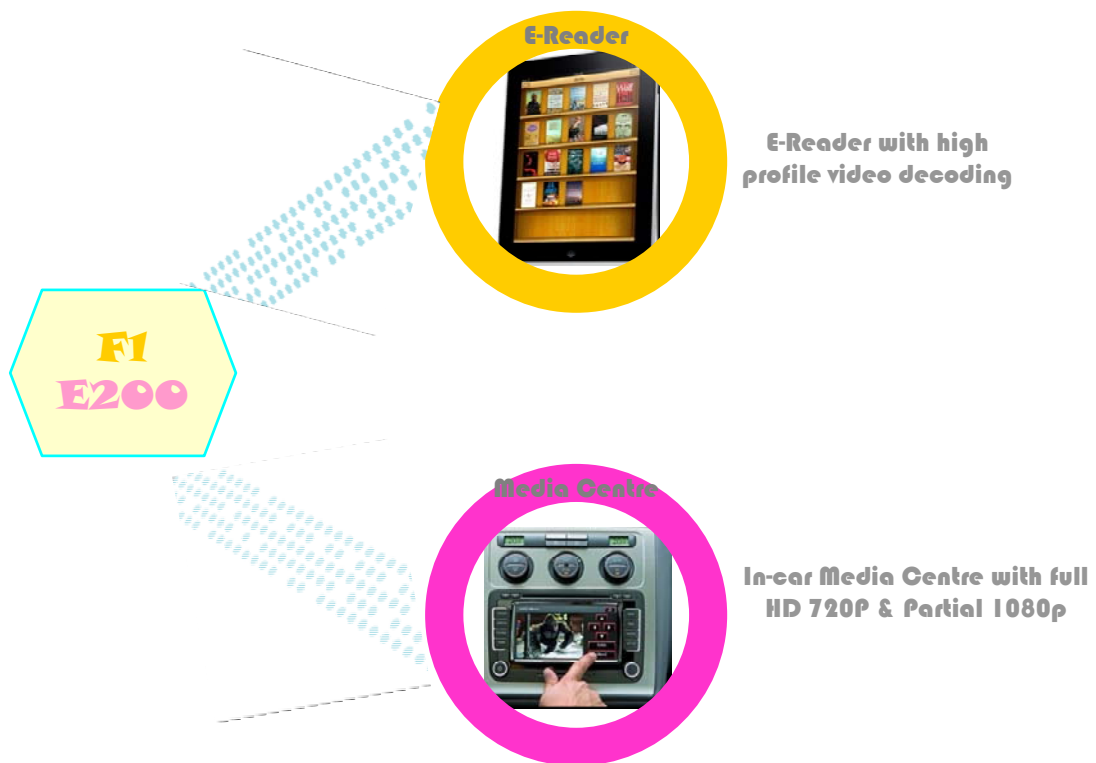 E-Reader
E-Reader with high
profile video decoding
F1
E200
Media Centre
In-car Media Centre with full
HD 720P & Partial 1080p